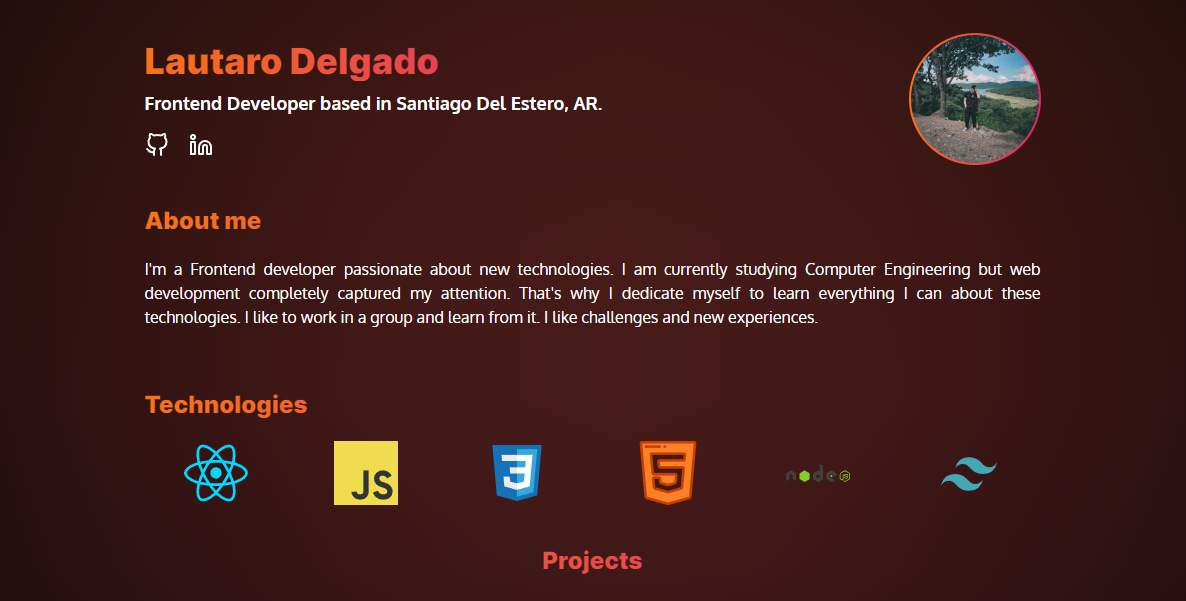 Lautaro Delgado
Frontend Developer based in Santiago Del Estero, AR.
in
About me
I'm a Frontend developer passionate about new technologies. I am currently studying Computer Engineering but web
development completely captured my attention. That's why I dedicate myself to learn everything I can about these
technologies. I like to work in a group and learn from it. I like challenges and new experiences.
Technologies
JS
3
5
node JS
Projects